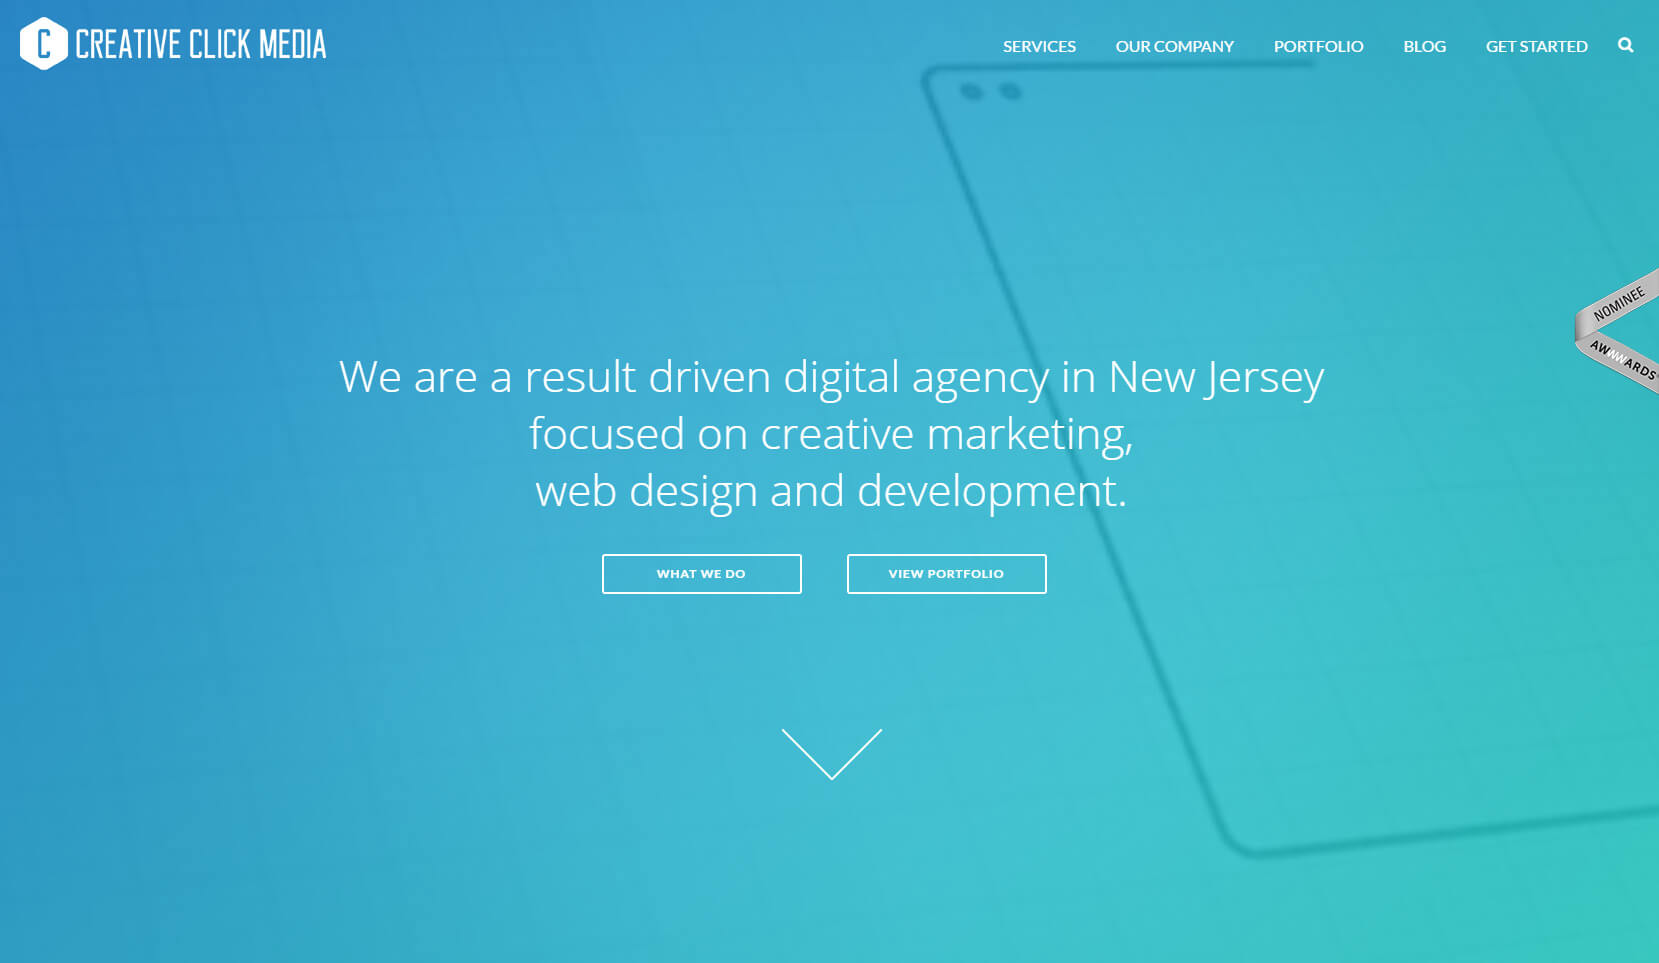 C CREATIVE CLICK MEDIA
SERVICES OUR COMPANY PORTFOLIO BLOG GET STARTED
NOMINEE
AWWWARDS
We are a result driven digital agency in New Jersey
focused on creative marketing,
web design and development.
WHAT WE DO VIEW PORTFOLIO